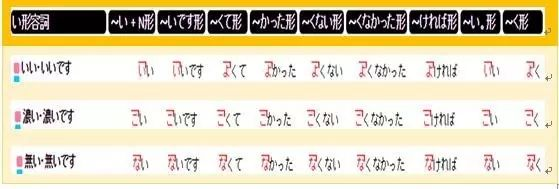 い形容詞 ~い + N形 ~いです形 ~くて形 ~かった形 ~くない形 ~くなかった形 ~ければ形 ~い。形 ~く形
いい・いいです いい いいです よくて よかった よくない よくなかった よければ いい よく
濃い・濃いです こい こいです こくて こかった こくない こくなかった こければ こい こく
無い・無いです ない ないです なくて なかった なくない なくなかった なければ ない なく